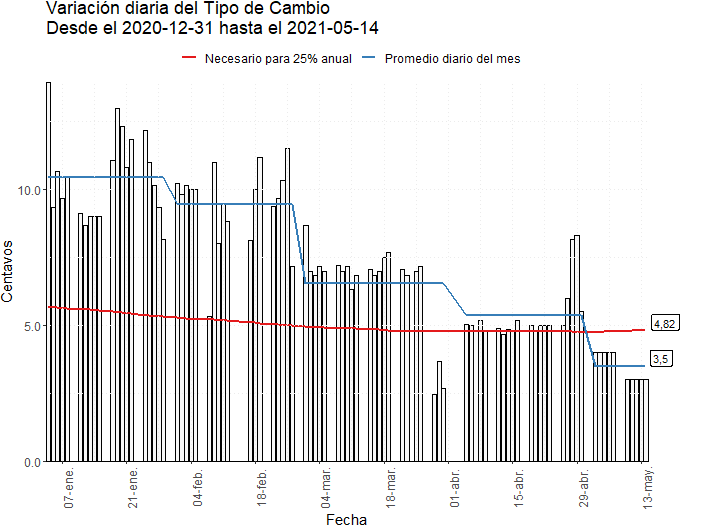 Variación diaria del Tipo de Cambio
Desde el 2020-12-31 hasta el 2021-05-14
Necesario para 25% anual
Promedio diario del mes
Centavos
10.0
5.0
0.0
4,82
3,5
07-ene.
21-ene.
04-feb.
18-feb.
04-mar.
18-mar.
01-abr.
15-abr.
29-abr.
13-may.
Fecha